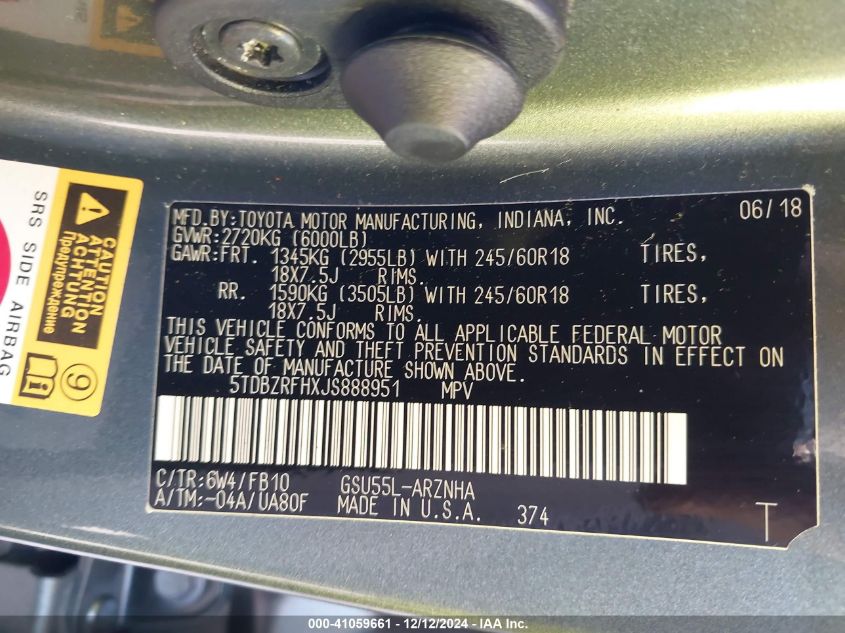 SRS SIDE AIRBAG
CAUTION
ATTENTION
ACHTUNG
Предупреждение
9
MFD.BY:TOYOTA MOTOR MANUFACTURING, INDIANA, INC. 06/18
GVWR:2720KG (6000LB)
GAWR:FRT. 1345KG (2955LB) WITH 245/60R18 TIRES,
18X7.5J RIMS.
RR. 1590KG (3505LB) WITH 245/60R18 TIRES,
18X7.5J RIMS.
THIS VEHICLE CONFORMS TO ALL APPLICABLE FEDERAL MOTOR
VEHICLE SAFETY AND THEFT PREVENTION STANDARDS IN EFFECT ON
THE DATE OF MANUFACTURE SHOWN ABOVE.
5TDBZRFHXJS888951 MPV
C/TR:6W4/FB10 GSU55L-ARZNHA
A/TM:-04A/UA80F MADE IN U.S.A. 374 T
000-41059661 - 12/12/2024 - IAA, Inc.